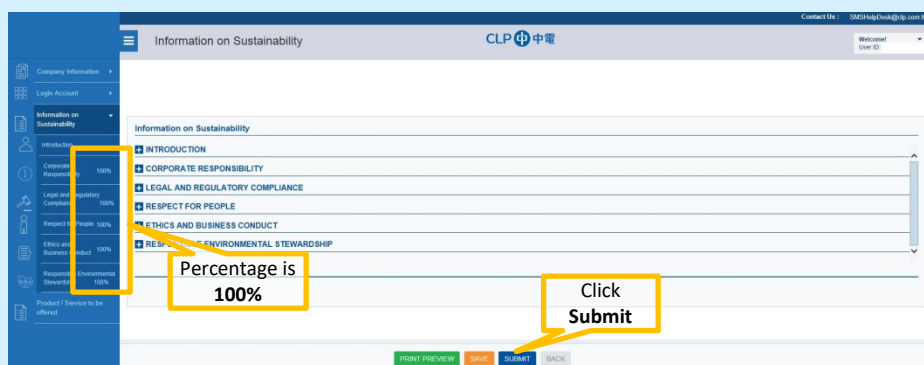 Contact Us : SMSHelpDesk@clp.com.h
Information on Sustainability
CLP 中電
Welcome!
User ID:
Company Information
Login Account
Information on
Sustainability
Introduction
Corporate
Responsibility 100%
Legal and Regulatory
Compliance 100%
Respect for People 100%
Ethics and
Business Conduct 100%
Responsible Environmental
Stewardship 100%
Product / Service to be
offered
Information on Sustainability
INTRODUCTION
CORPORATE RESPONSIBILITY
LEGAL AND REGULATORY COMPLIANCE
RESPECT FOR PEOPLE
ETHICS AND BUSINESS CONDUCT
RESPONSIBLE ENVIRONMENTAL STEWARDSHIP
Percentage is
100%
Click
Submit
PRINT PREVIEW SAVE SUBMIT BACK